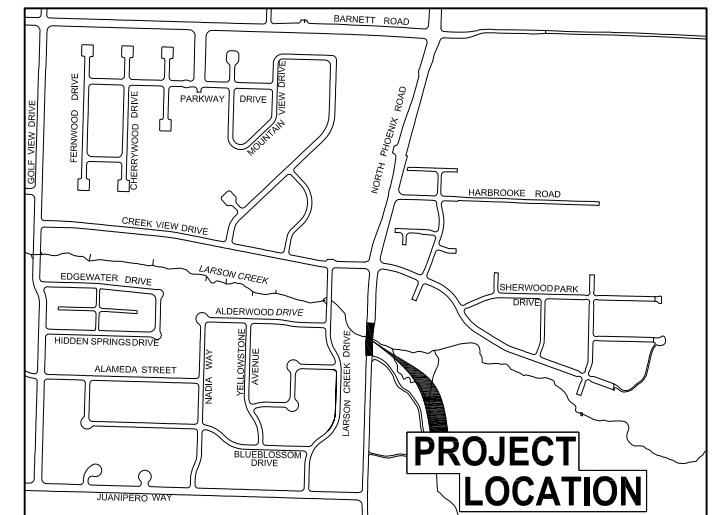 BARNETT ROAD
GOLF VIEW DRIVE
FERNWOOD DRIVE
CHERRYWOOD DRIVE
PARKWAY DRIVE
MOUNTAIN VIEW DRIVE
NORTH PHOENIX ROAD
HARBROOKE ROAD
CREEK VIEW DRIVE
LARSON CREEK
EDGEWATER DRIVE
SHERWOOD PARK
DRIVE
ALDERWOOD DRIVE
HIDDEN SPRINGS DRIVE
NADIA WAY
YELLOWSTONE
AVENUE
LARSON CREEK DRIVE
ALAMEDA STREET
BLUEBLOSSOM
DRIVE
JUANIPERO WAY
PROJECT
LOCATION